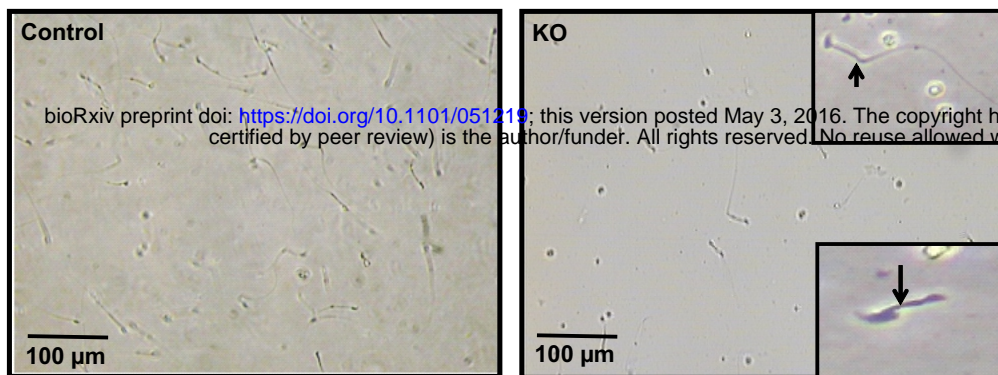 Control
KO
bioRxiv preprint doi: https://doi.org/10.1101/051219; this version posted May 3, 2016. The copyright h
certified by peer review) is the author/funder. All rights reserved. No reuse allowed w
100 µm
100 µm